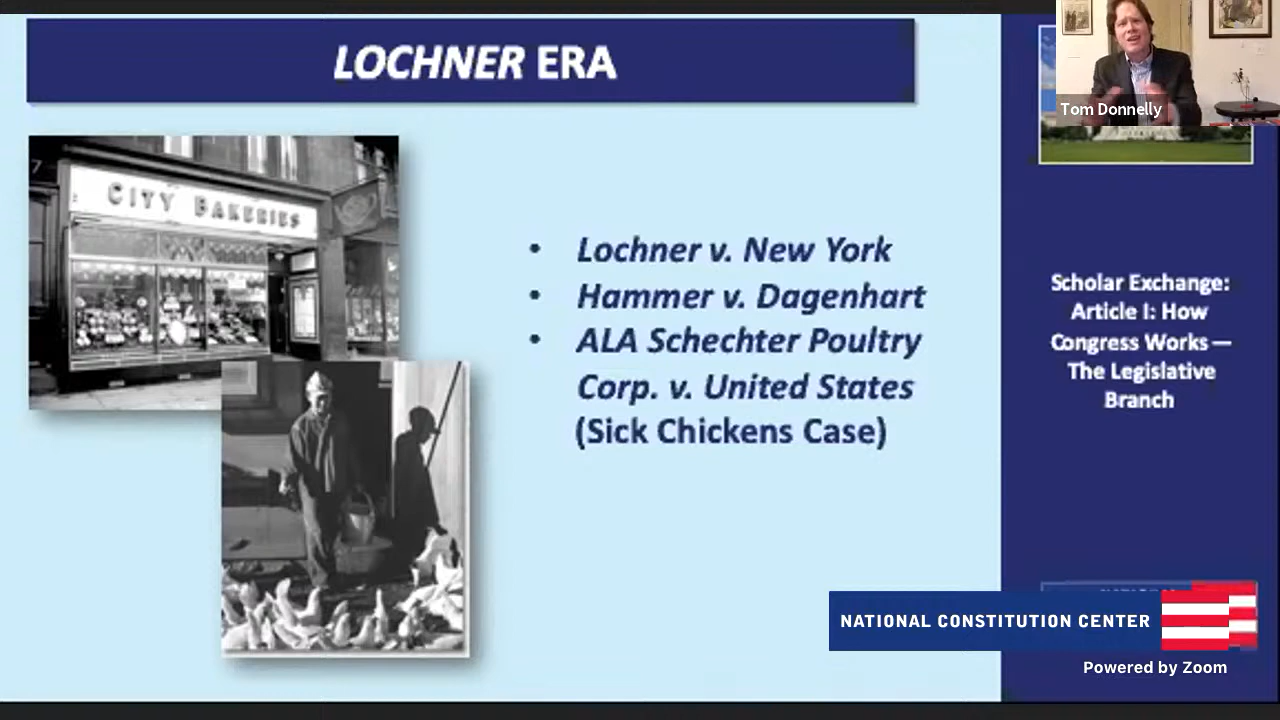 LOCHNER ERA
CITY BAKERIES
• Lochner v. New York
• Hammer v. Dagenhart
• ALA Schechter Poultry
Corp. v. United States
(Sick Chickens Case)
Tom Donnelly
Scholar Exchange:
Article I: How
Congress Works —
The Legislative
Branch
NATIONAL CONSTITUTION CENTER
Powered by Zoom